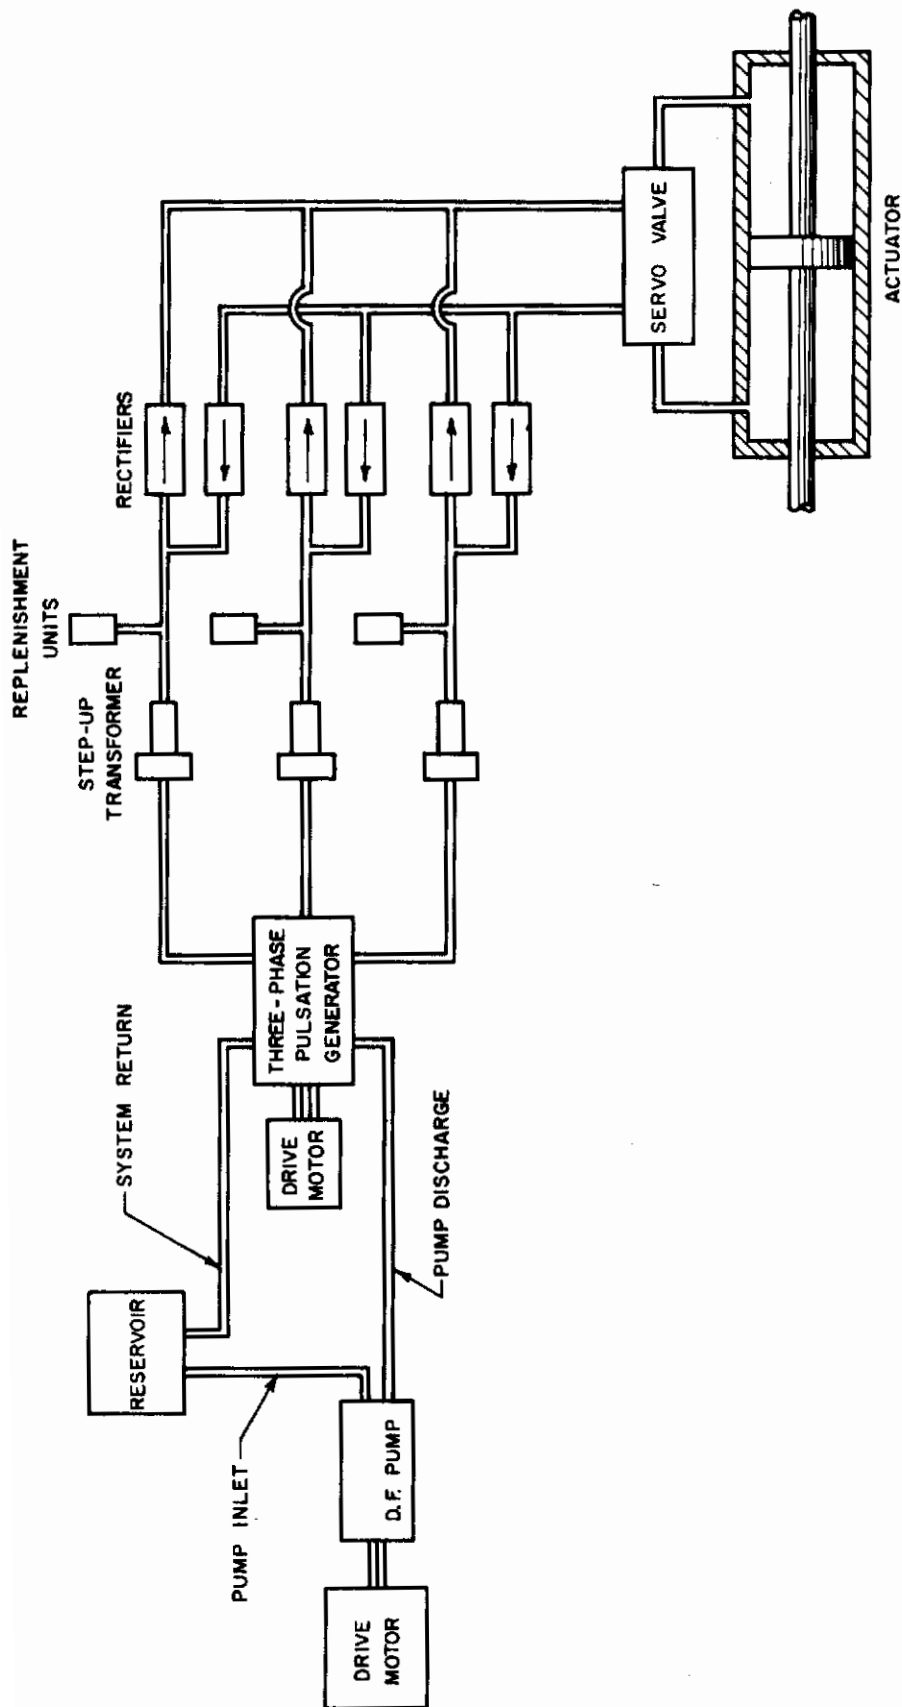 REPLENISHMENT
UNITS
STEP-UP
TRANSFORMER
RECTIFIERS
SYSTEM RETURN
RESERVOIR
THREE-PHASE
PULSATION
GENERATOR
DRIVE
MOTOR
PUMP INLET
PUMP DISCHARGE
D.F. PUMP
DRIVE
MOTOR
SERVO VALVE
ACTUATOR